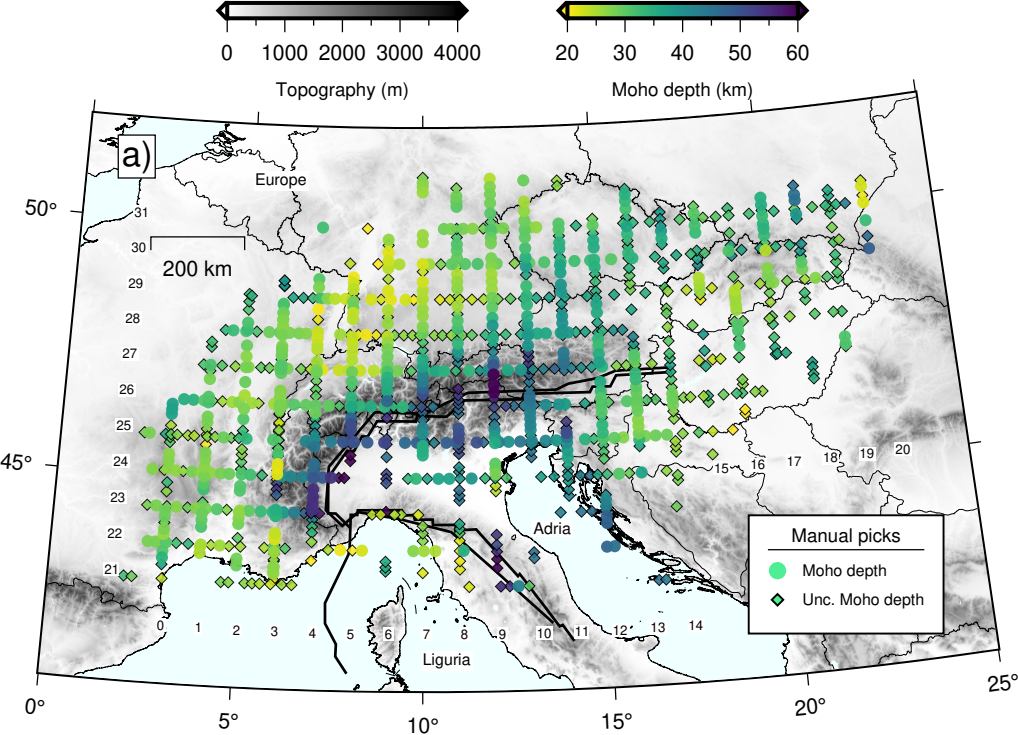 0 1000 2000 3000 4000
Topography (m)
20 30 40 50 60
Moho depth (km)
a)
Europe
50°
31
30
200 km
29
28
27
26
25
45°
24
23
22
21
15 16 17 18 19 20
Adria
Manual picks
Moho depth
Unc. Moho depth
0 1 2 3 4 5 6 7 8 9 10 11 12 13 14
Liguria
0° 5° 10° 15° 20° 25°